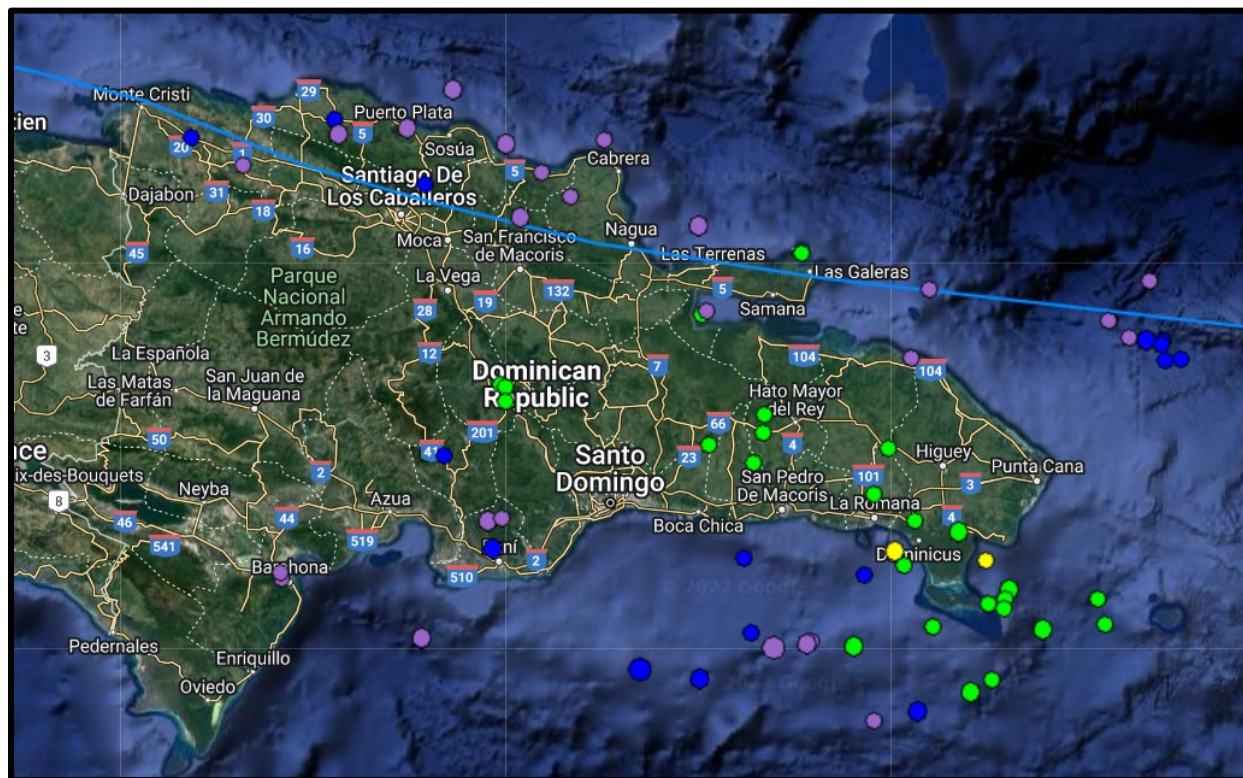 29
Monte Cristi
30
Puerto Plata
tien
20
5
1
Sosúa
Cabrera
5
Santiago De
Los Caballeros
Dajabon
31
18
Nagua
Moca
San Francisco
de Macoris
16
45
Las Terrenas
Las Galeras
La Vega
Parque
Nacional
Armando
Bermúdez
19
132
5
Samana
28
12
3
La Española
7
104
104
Dominican
Republic
Las Matas
de Farfán
San Juan de
la Maguana
Hato Mayor
del Rey
66
201
50
41
23
4
Santo
Domingo
Higuey
Punta Cana
ce
ix-des-Bouquets
2
101
3
8
Neyba
Azua
San Pedro
De Macoris
La Romana
46
44
Boca Chica
4
541
519
Baní
2
Dominicus
Barahona
510
© 2022 Google
Pedernales
Enriquillo
Oviedo